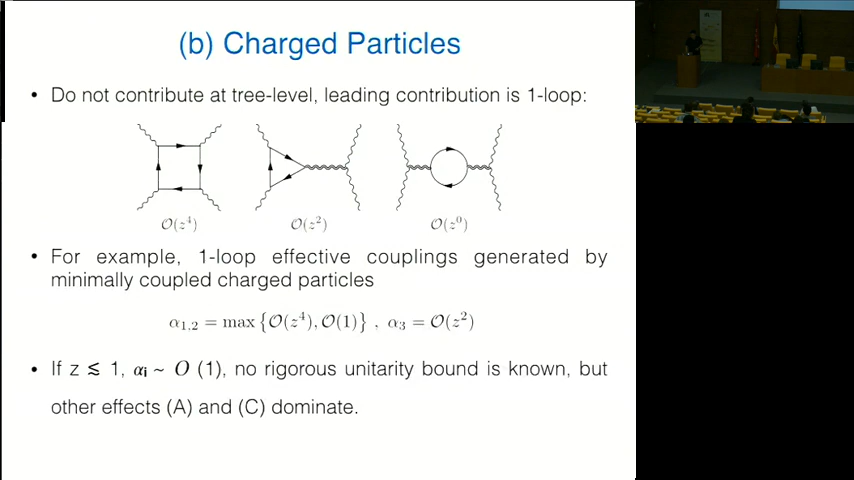 (b) Charged Particles
• Do not contribute at tree-level, leading contribution is 1-loop:
O(z⁴) O(z²) O(z⁰)
• For example, 1-loop effective couplings generated by
minimally coupled charged particles
α₁.₂ = max {O(z⁴), O(1)} , α₃ = O(z²)
• If z ≤ 1, αi ~ O (1), no rigorous unitarity bound is known, but
other effects (A) and (C) dominate.